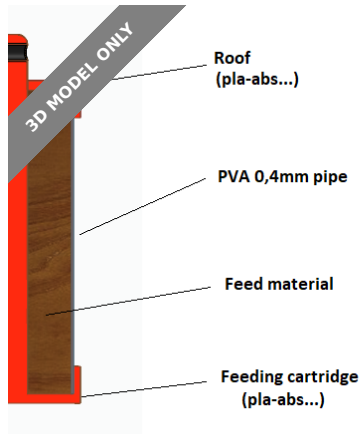 3D MODEL ONLY
Roof
(pla-abs...)
PVA 0,4mm pipe
Feed material
Feeding cartridge
(pla-abs...)